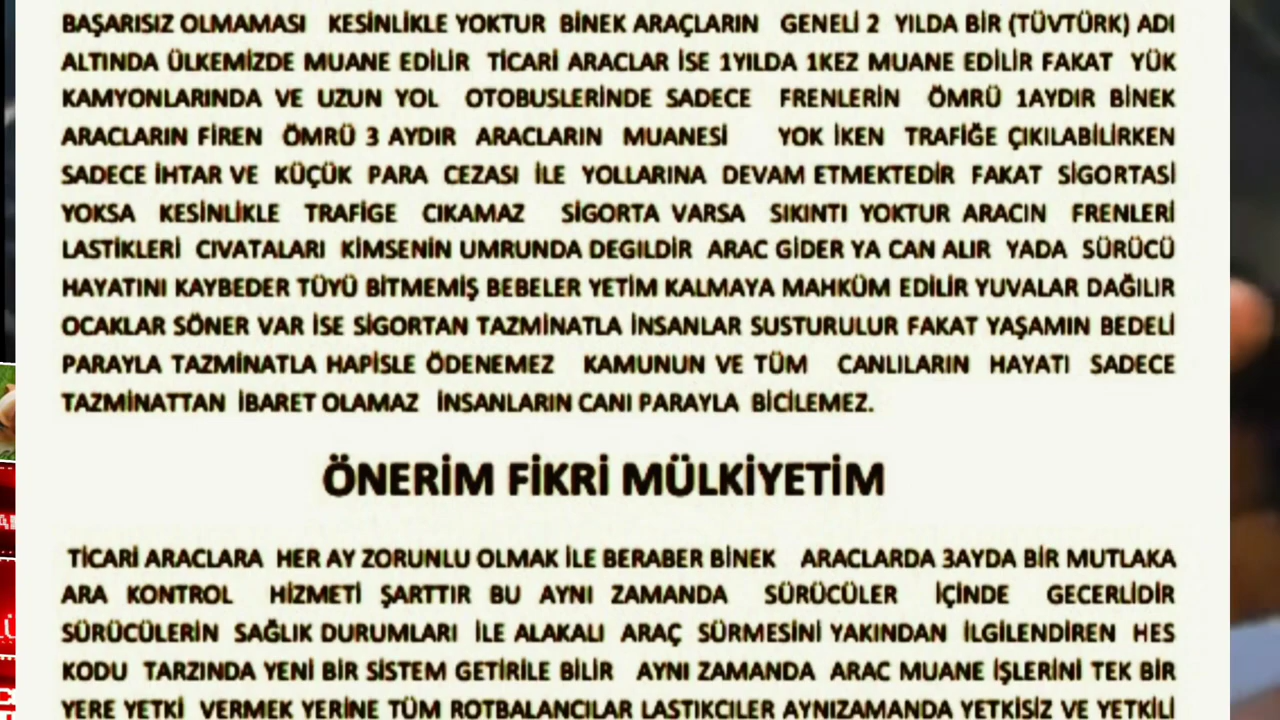 BAŞARISIZ OLMAMASI KESİNLİKLE YOKTUR BİNEK ARAÇLARIN GENELİ 2 YILDA BİR (TÜVTÜRK) ADI
ALTINDA ÜLKEMİZDE MUANE EDİLİR TİCARİ ARACLAR İSE 1YILDA 1KEZ MUANE EDİLİR FAKAT YÜK
KAMYONLARINDA VE UZUN YOL OTOBUSLERİNDE SADECE FRENLERİN ÖMRÜ 1AYDIR BİNEK
ARACLARIN FİREN ÖMRÜ 3 AYDIR ARACLARIN MUANESİ YOK İKEN TRAFİĞE ÇIKILABİLİRKEN
SADECE İHTAR VE KÜÇÜK PARA CEZASI İLE YOLLARINA DEVAM ETMEKTEDİR FAKAT SİGORTASİ
YOKSA KESİNLİKLE TRAFİGE CIKAMAZ SİGORTA VARSA SIKINTI YOKTUR ARACIN FRENLERİ
LASTİKLERİ CIVATALARI KİMSENİN UMRUNDA DEGILDİR ARAC GİDER YA CAN ALIR YADA SÜRÜCÜ
HAYATINI KAYBEDER TÜYÜ BİTMEMİŞ BEBELER YETİM KALMAYA MAHKÜM EDİLİR YUVALAR DAĞILIR
OCAKLAR SÖNER VAR İSE SİGORTAN TAZMİNATLA İNSANLAR SUSTURULUR FAKAT YAŞAMIN BEDELİ
PARAYLA TAZMİNATLA HAPİSLE ÖDENEMEZ KAMUNUN VE TÜM CANLILARIN HAYATI SADECE
TAZMİNATTAN İBARET OLAMAZ İNSANLARIN CANI PARAYLA BİCİLEMEZ.
ÖNERİM FİKRİ MÜLKİYETİM
TİCARİ ARACLARA HER AY ZORUNLU OLMAK İLE BERABER BİNEK ARACLARDA 3AYDA BİR MUTLAKA
ARA KONTROL HİZMETİ ŞARTTIR BU AYNI ZAMANDA SÜRÜCÜLER İÇİNDE GECERLİDİR
SÜRÜCÜLERİN SAĞLIK DURUMLARI İLE ALAKALI ARAÇ SÜRMESİNİ YAKINDAN İLGİLENDİREN HES
KODU TARZINDA YENİ BİR SİSTEM GETİRİLE BİLİR AYNI ZAMANDA ARAC MUANE İŞLERİNİ TEK BİR
YERE YETKİ VERMEK YERİNE TÜM ROTBALANCILAR LASTIKCILER AYNIZAMANDA YETKİSİZ VE YETKİLİ